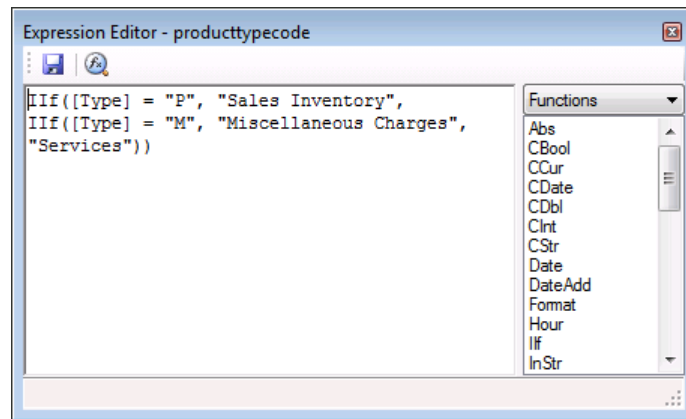 Expression Editor - producttypecode
IIf([Type] = "P", "Sales Inventory",
IIf([Type] = "M", "Miscellaneous Charges",
"Services"))
Functions
Abs
CBool
CCur
CDate
CDbl
CInt
CStr
Date
DateAdd
Format
Hour
IIf
InStr